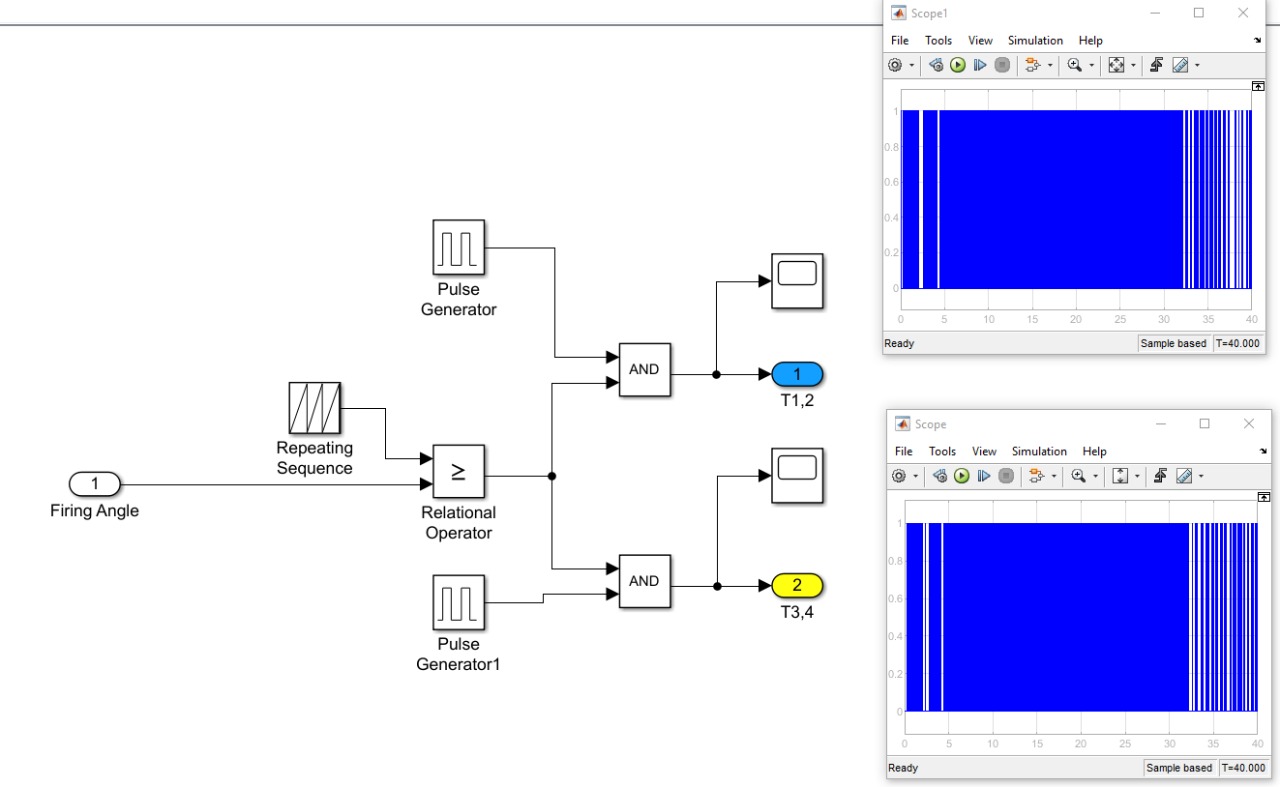 Scope1
File Tools View Simulation Help
1
0.8
0.6
0.4
0.2
0
0 5 10 15 20 25 30 35 40
Ready Sample based T=40.000
Pulse
Generator
AND
1
T1,2
Repeating
Sequence
1
Firing Angle
≥
Relational
Operator
AND
2
T3,4
Pulse
Generator1
Scope
File Tools View Simulation Help
1
0.8
0.6
0.4
0.2
0
0 5 10 15 20 25 30 35 40
Ready Sample based T=40.000